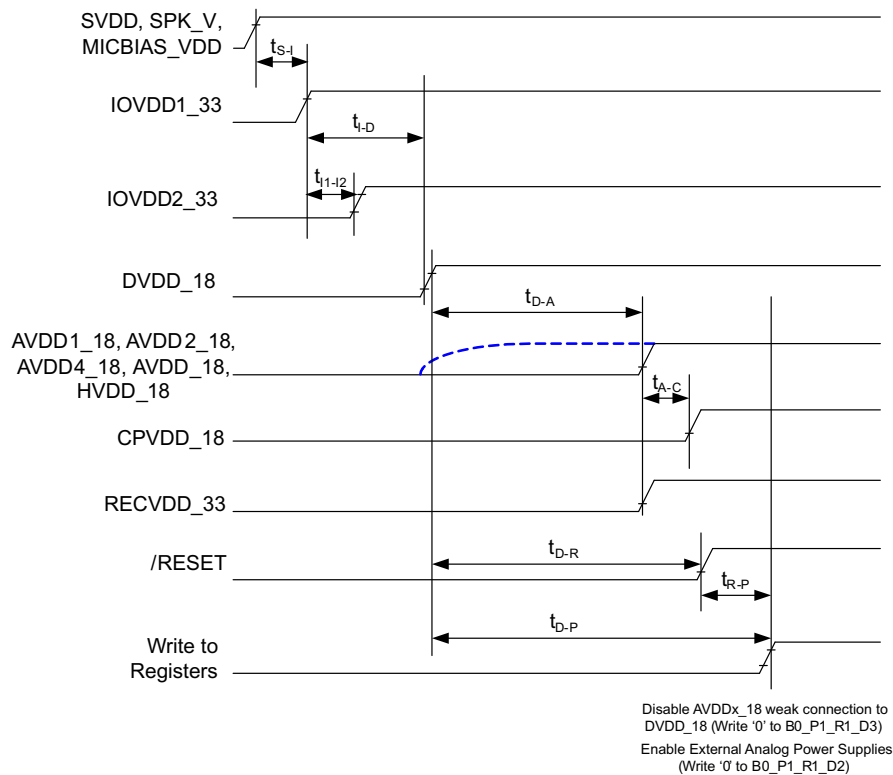 SVDD, SPK_V,
MICBIAS_VDD
tS-I
IOVDD1_33
tI-D
tI1-I2
IOVDD2_33
DVDD_18
tD-A
AVDD1_18, AVDD2_18,
AVDD4_18, AVDD_18,
HVDD_18
tA-C
CPVDD_18
RECVDD_33
tD-R
/RESET
tR-P
tD-P
Write to
Registers
Disable AVDDx_18 weak connection to
DVDD_18 (Write ‘0’ to B0_P1_R1_D3)
Enable External Analog Power Supplies
(Write ‘0’ to B0_P1_R1_D2)